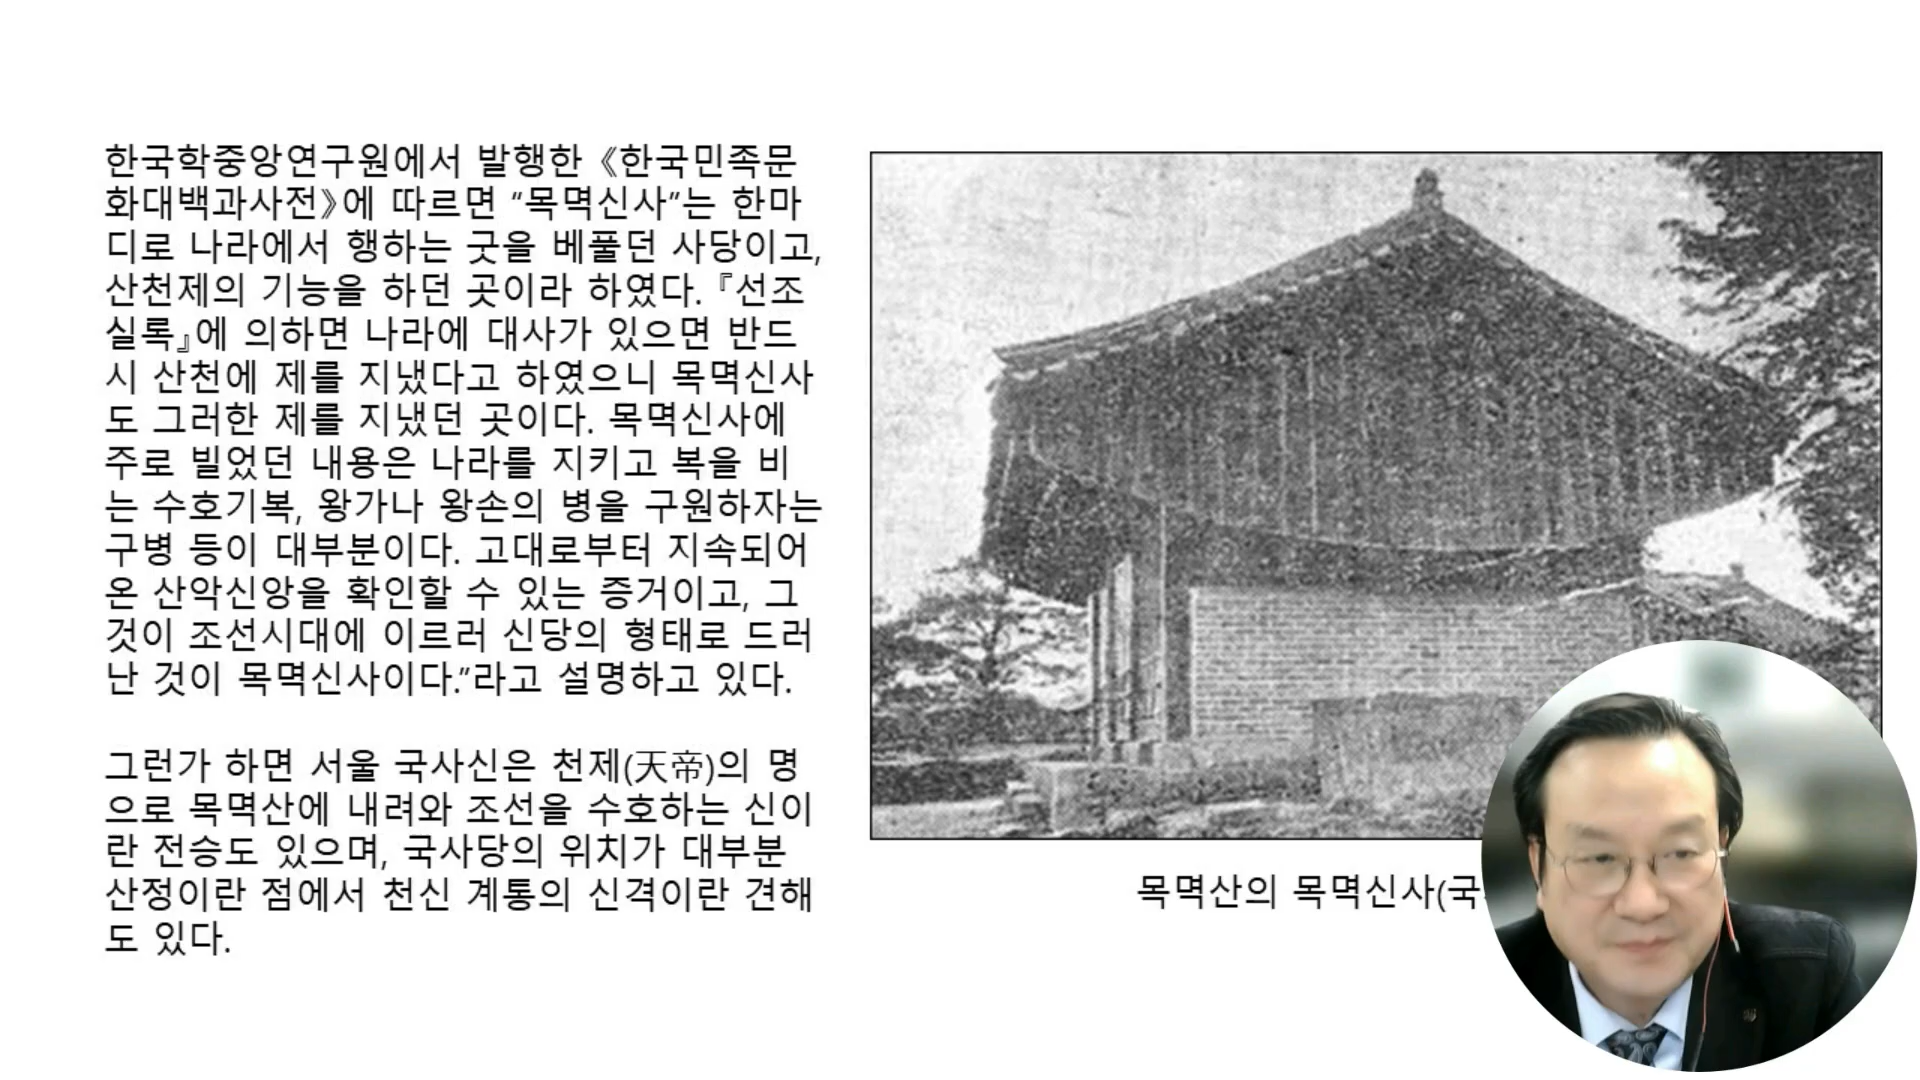 한국학중앙연구원에서 발행한 《한국민족문
화대백과사전》에 따르면 “목멱신사”는 한마
디로 나라에서 행하는 굿을 베풀던 사당이고,
산천제의 기능을 하던 곳이라 하였다. 『선조
실록』에 의하면 나라에 대사가 있으면 반드
시 산천에 제를 지냈다고 하였으니 목멱신사
도 그러한 제를 지냈던 곳이다. 목멱신사에
주로 빌었던 내용은 나라를 지키고 복을 비
는 수호기복, 왕가나 왕손의 병을 구원하자는
구병 등이 대부분이다. 고대로부터 지속되어
온 산악신앙을 확인할 수 있는 증거이고, 그
것이 조선시대에 이르러 신당의 형태로 드러
난 것이 목멱신사이다.”라고 설명하고 있다.
그런가 하면 서울 국사신은 천제(天帝)의 명
으로 목멱산에 내려와 조선을 수호하는 신이
란 전승도 있으며, 국사당의 위치가 대부분
산정이란 점에서 천신 계통의 신격이란 견해
도 있다.
목멱산의 목멱신사(국